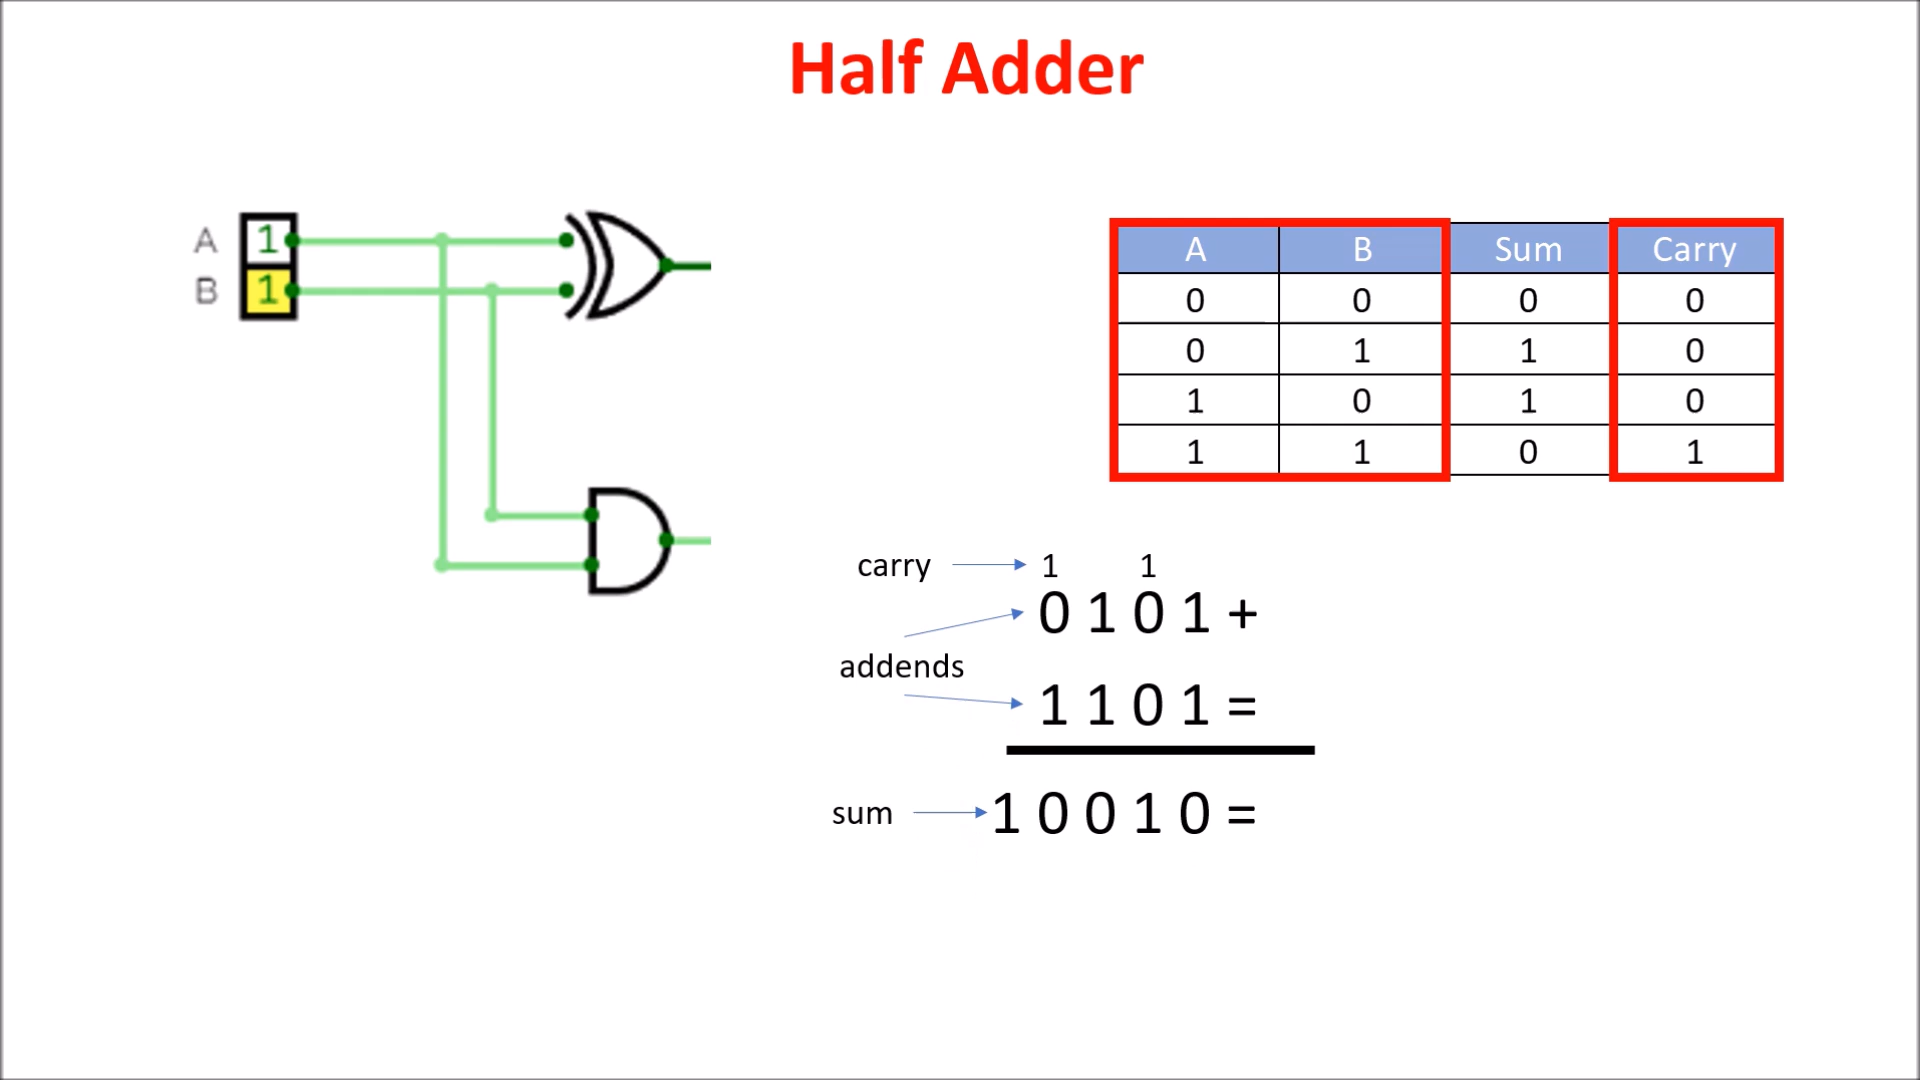 Half Adder
A 1
B 1
A B Sum Carry
0 0 0 0
0 1 1 0
1 0 1 0
1 1 0 1
carry 1 1
0 1 0 1 +
addends
1 1 0 1 =
sum 1 0 0 1 0 =